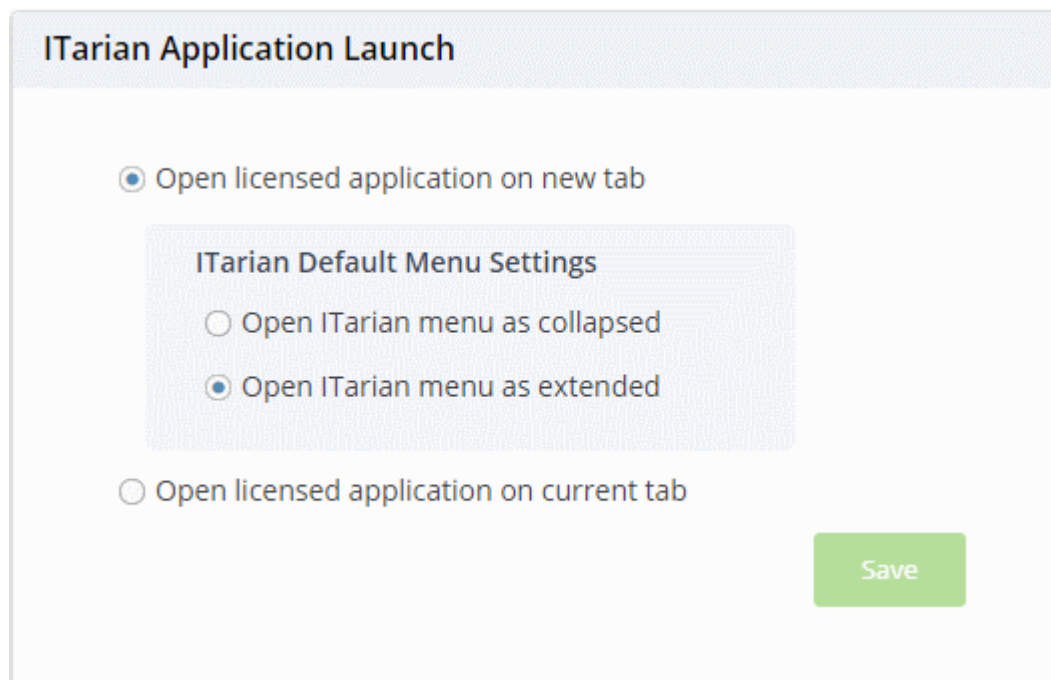 ITarian Application Launch
Open licensed application on new tab
ITarian Default Menu Settings
Open ITarian menu as collapsed
Open ITarian menu as extended
Open licensed application on current tab
Save